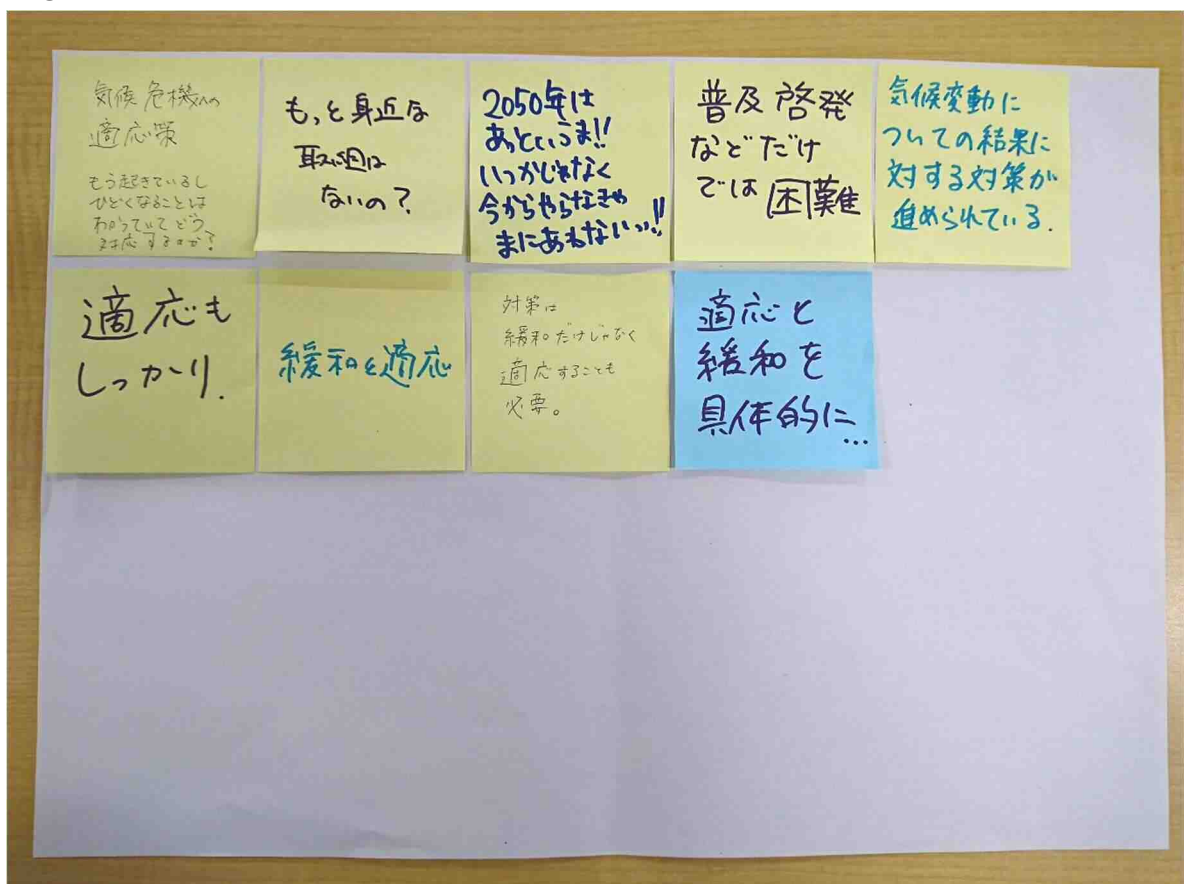 気候危機への
適応策
もう起きているし
ひどくなることは
わかっていてどう
対応するのか？
もっと身近な
取組は
ないの？
2050年は
あっというま!!
いつかじゃなく
今からやらなきゃ
まにあわないっ!!
普及啓発
などだけ
では困難
気候変動に
ついての結果に
対する対策が
進められている.
適応も
しっかり.
緩和と適応
対策は
緩和だけじゃなく
適応することも
必要。
適応と
緩和を
具体的に...